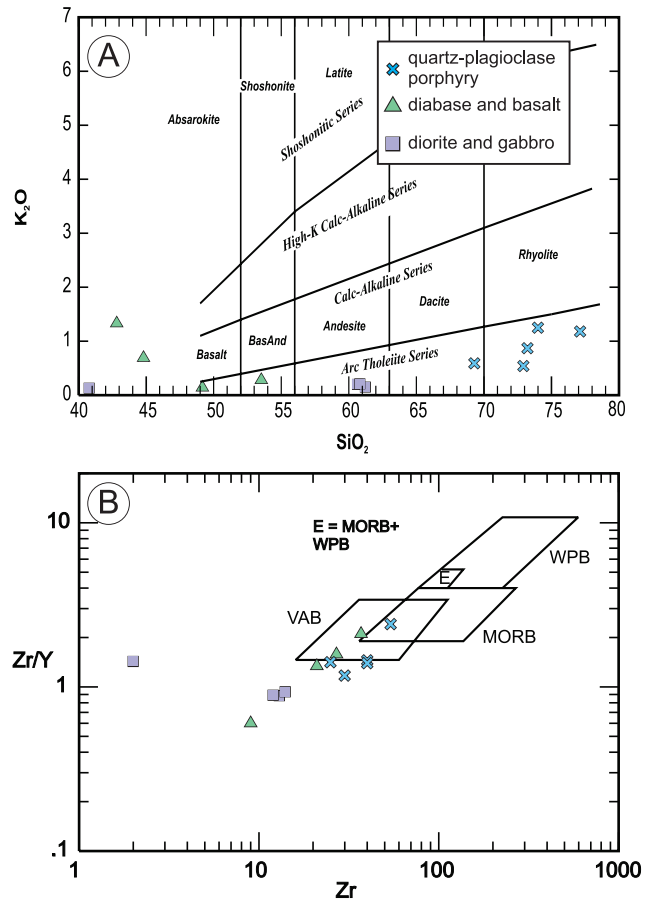 A
7
6
5
4
3
2
1
0
K₂O
40
45
50
55
60
65
70
75
80
SiO₂
Absarokite
Shoshonite
Latite
Shoshonitic Series
High-K Calc-Alkaline Series
Calc-Alkaline Series
Arc Tholeiite Series
Basalt
BasAnd
Andesite
Dacite
Rhyolite
quartz-plagioclase
porphyry
diabase and basalt
diorite and gabbro
B
E = MORB+
WPB
10
1
.1
Zr/Y
VAB
E
WPB
MORB
1
10
100
1000
Zr